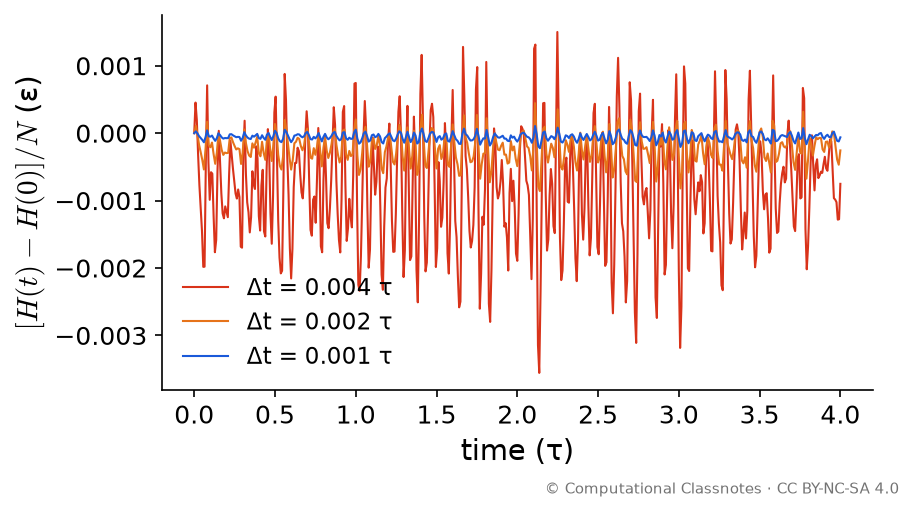 [H(t) − H(0)]/N (ε)
0.001
0.000
−0.001
−0.002
−0.003
Δt = 0.004 τ
Δt = 0.002 τ
Δt = 0.001 τ
0.0 0.5 1.0 1.5 2.0 2.5 3.0 3.5 4.0
time (τ)
© Computational Classnotes · CC BY-NC-SA 4.0